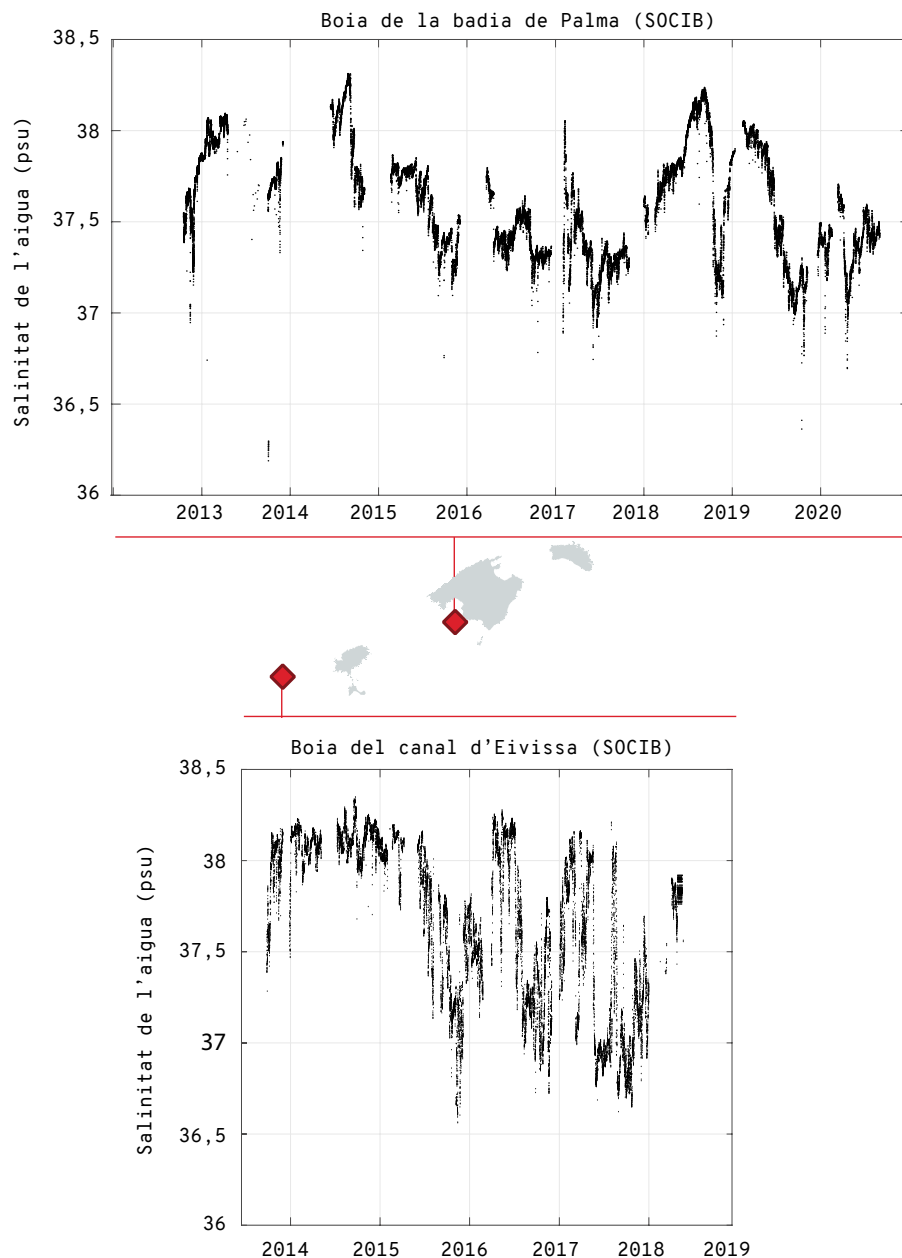 Boia de la badia de Palma (SOCIB)
Salinitat de l'aigua (psu)
38,5
38
37,5
37
36,5
36
2013 2014 2015 2016 2017 2018 2019 2020
Boia del canal d'Eivissa (SOCIB)
Salinitat de l'aigua (psu)
38,5
38
37,5
37
36,5
36
2014 2015 2016 2017 2018 2019